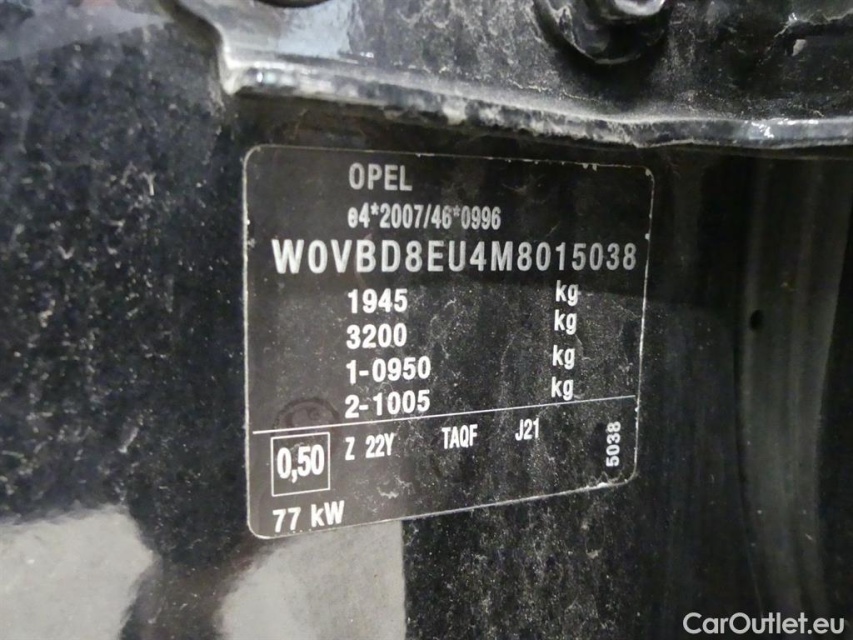 OPEL
e4*2007/46*0996
W0VBD8EU4M8015038
1945 kg
3200 kg
1-0950 kg
2-1005 kg
0,50 Z 22Y TAQF J21 5038
77 kW
CarOutlet.eu